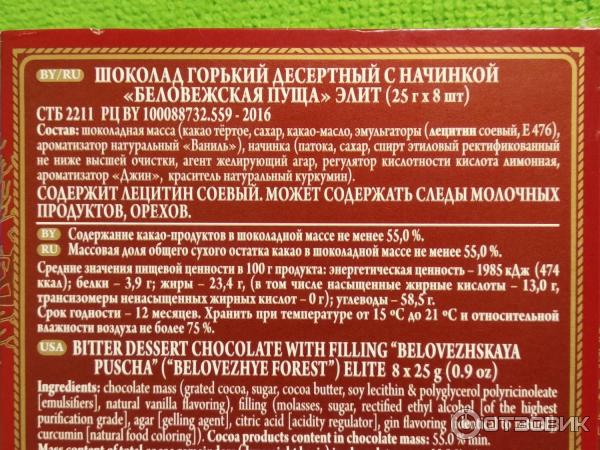 BY/RU ШОКОЛАД ГОРЬКИЙ ДЕСЕРТНЫЙ С НАЧИНКОЙ
«БЕЛОВЕЖСКАЯ ПУЩА» ЭЛИТ (25 г х 8 шт)
СТБ 2211 РЦ BY 100088732.559 - 2016
Состав: шоколадная масса (какао тёртое, сахар, какао-масло, эмульгаторы (лецитин соевый, Е 476),
ароматизатор натуральный «Ваниль»), начинка (патока, сахар, спирт этиловый ректификованный
не ниже высшей очистки, агент желирующий агар, регулятор кислотности кислота лимонная,
ароматизатор «Джин», краситель натуральный куркумин).
СОДЕРЖИТ ЛЕЦИТИН СОЕВЫЙ. МОЖЕТ СОДЕРЖАТЬ СЛЕДЫ МОЛОЧНЫХ
ПРОДУКТОВ, ОРЕХОВ.
BY Содержание какао-продуктов в шоколадной массе не менее 55,0 %.
RU Массовая доля общего сухого остатка какао в шоколадной массе не менее 55,0 %.
Средние значения пищевой ценности в 100 г продукта: энергетическая ценность – 1985 кДж (474
ккал); белки – 3,9 г; жиры – 23,4 г, (в том числе насыщенные жирные кислоты – 13,0 г,
трансизомеры ненасыщенных жирный кислот – 0 г); углеводы – 58,5 г.
Срок годности – 12 месяцев. Хранить при температуре от 15 °С до 21 °С и относительной
влажности воздуха не более 75 %.
USA BITTER DESSERT CHOCOLATE WITH FILLING “BELOVEZHSKAYA
PUSCHA” (“BELOVEZHYE FOREST”) ELITE 8 x 25 g (0.9 oz)
Ingredients: chocolate mass (grated cocoa, sugar, cocoa butter, soy lecithin & polyglycerol polyricinoleate
[emulsifiers], natural vanilla flavoring), filling (molasses, sugar, rectified ethyl alcohol of the highest
purification grade), agar [gelling agent], citric acid [acidity regulator], gin flavoring
curcumin [natural food coloring]). Cocoa products content in chocolate mass: 55.0 % min.
ОТЗОВИК